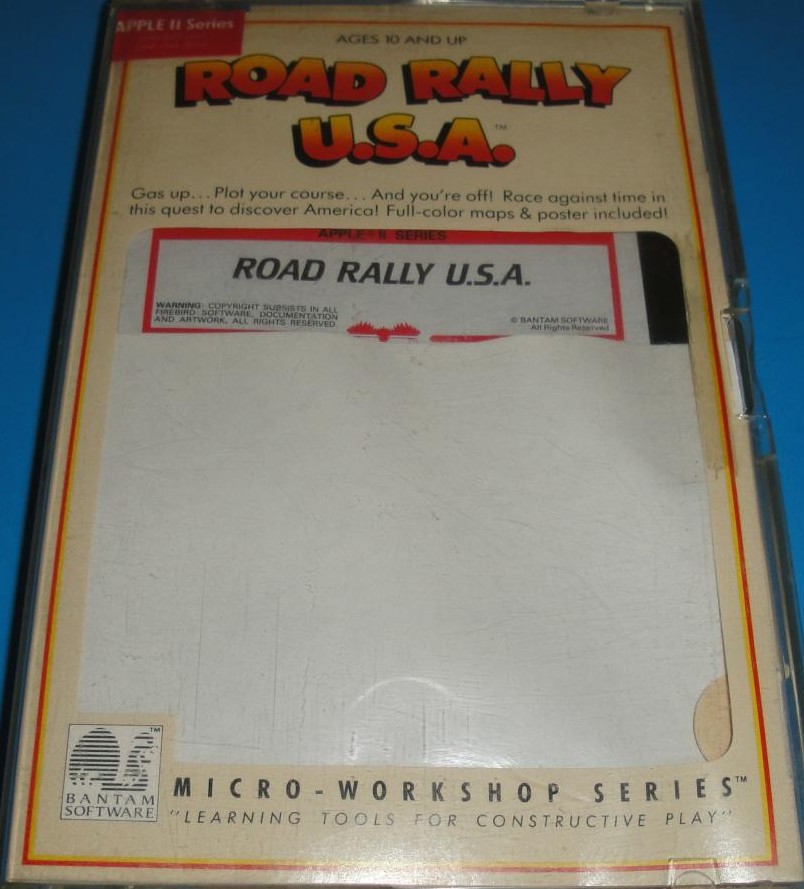 APPLE II Series
AGES 10 AND UP
ROAD RALLY
U.S.A.™
Gas up... Plot your course... And you're off! Race against time in
this quest to discover America! Full-color maps & poster included!
APPLE II SERIES
ROAD RALLY U.S.A.
WARNING: COPYRIGHT SUBSISTS IN ALL
FIREBIRD SOFTWARE, DOCUMENTATION
AND ARTWORK, ALL RIGHTS RESERVED
© BANTAM SOFTWARE
All Rights Reserved
™
BANTAM
SOFTWARE
MICRO-WORKSHOP SERIES™
"LEARNING TOOLS FOR CONSTRUCTIVE PLAY"